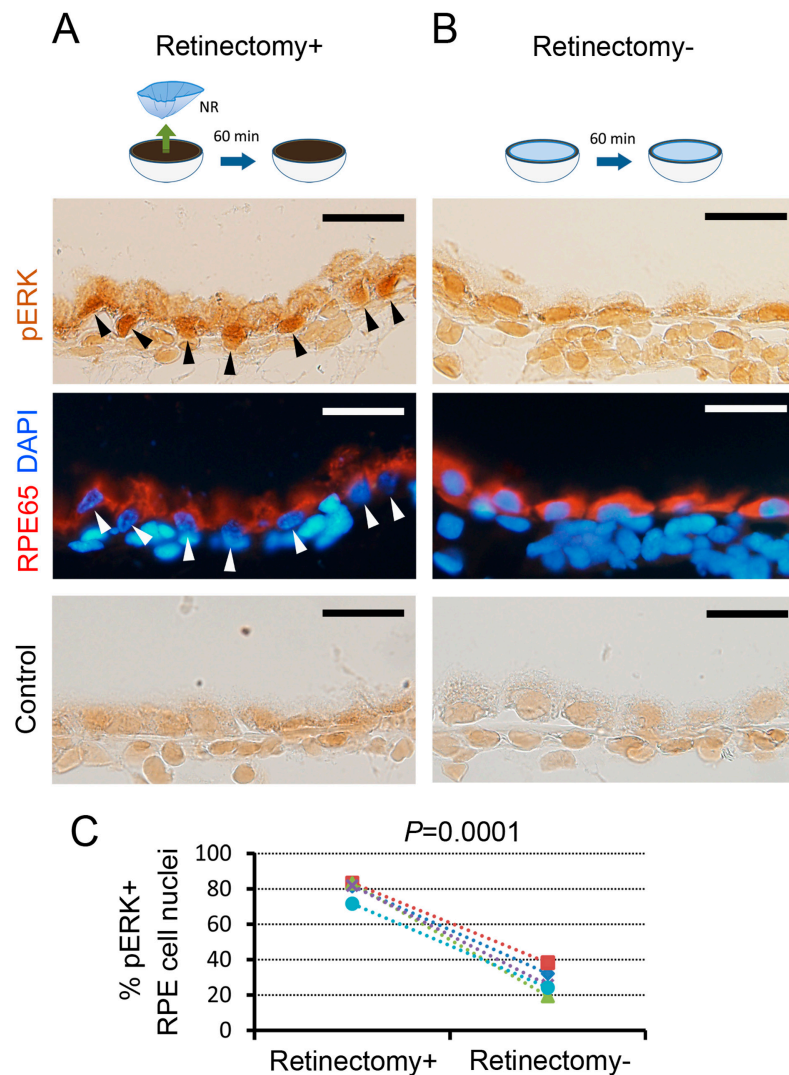 A
Retinectomy+
NR
60 min
B
Retinectomy-
60 min
pERK
RPE65 DAPI
Control
C
P=0.0001
% pERK+
RPE cell nuclei
100
80
60
40
20
0
Retinectomy+
Retinectomy-